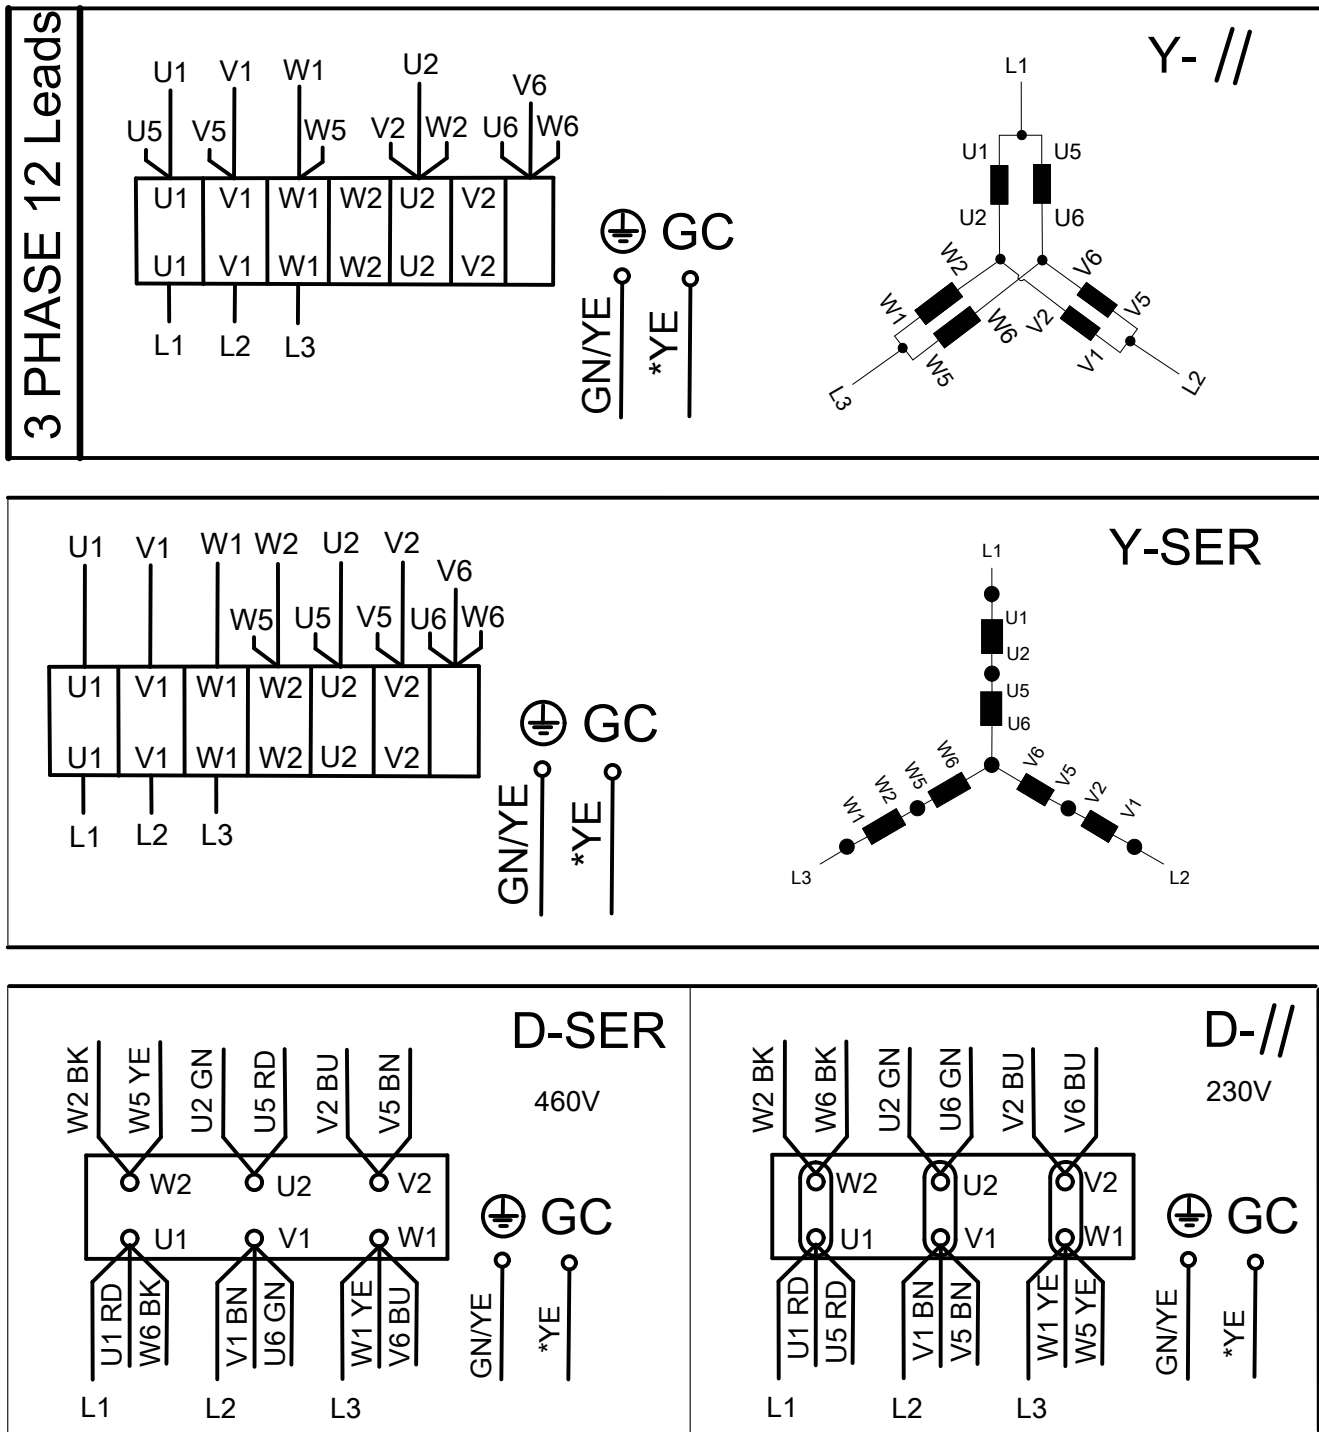 3 PHASE 12 Leads
U1 V1 W1 U2 V6
U5 V5 W5 V2 W2 U6 W6
U1 V1 W1 W2 U2 V2
U1 V1 W1 W2 U2 V2
L1 L2 L3
GC
GN/YE *YE
Y- //
L1
U1 U5
U2 U6
W2 V6
W1 W6 V2 V5
W5 V1
L3 L2
Y-SER
U1 V1 W1 W2 U2 V2 V6
W5 U5 V5 U6 W6
U1 V1 W1 W2 U2 V2
U1 V1 W1 W2 U2 V2
L1 L2 L3
GC
GN/YE *YE
L1
U1
U2
U5
U6
W6 V6
W5 V5
W2 V2
W1 V1
L3 L2
D-SER
460V
W2 BK W5 YE U2 GN U5 RD V2 BU V5 BN
W2 U2 V2
U1 V1 W1
U1 RD W6 BK V1 BN U6 GN W1 YE V6 BU
L1 L2 L3
GC
GN/YE *YE
D-//
230V
W2 BK W6 BK U2 GN U6 GN V2 BU V6 BU
W2 U2 V2
U1 V1 W1
U1 RD U5 RD V1 BN V5 BN W1 YE W5 YE
L1 L2 L3
GC
GN/YE *YE